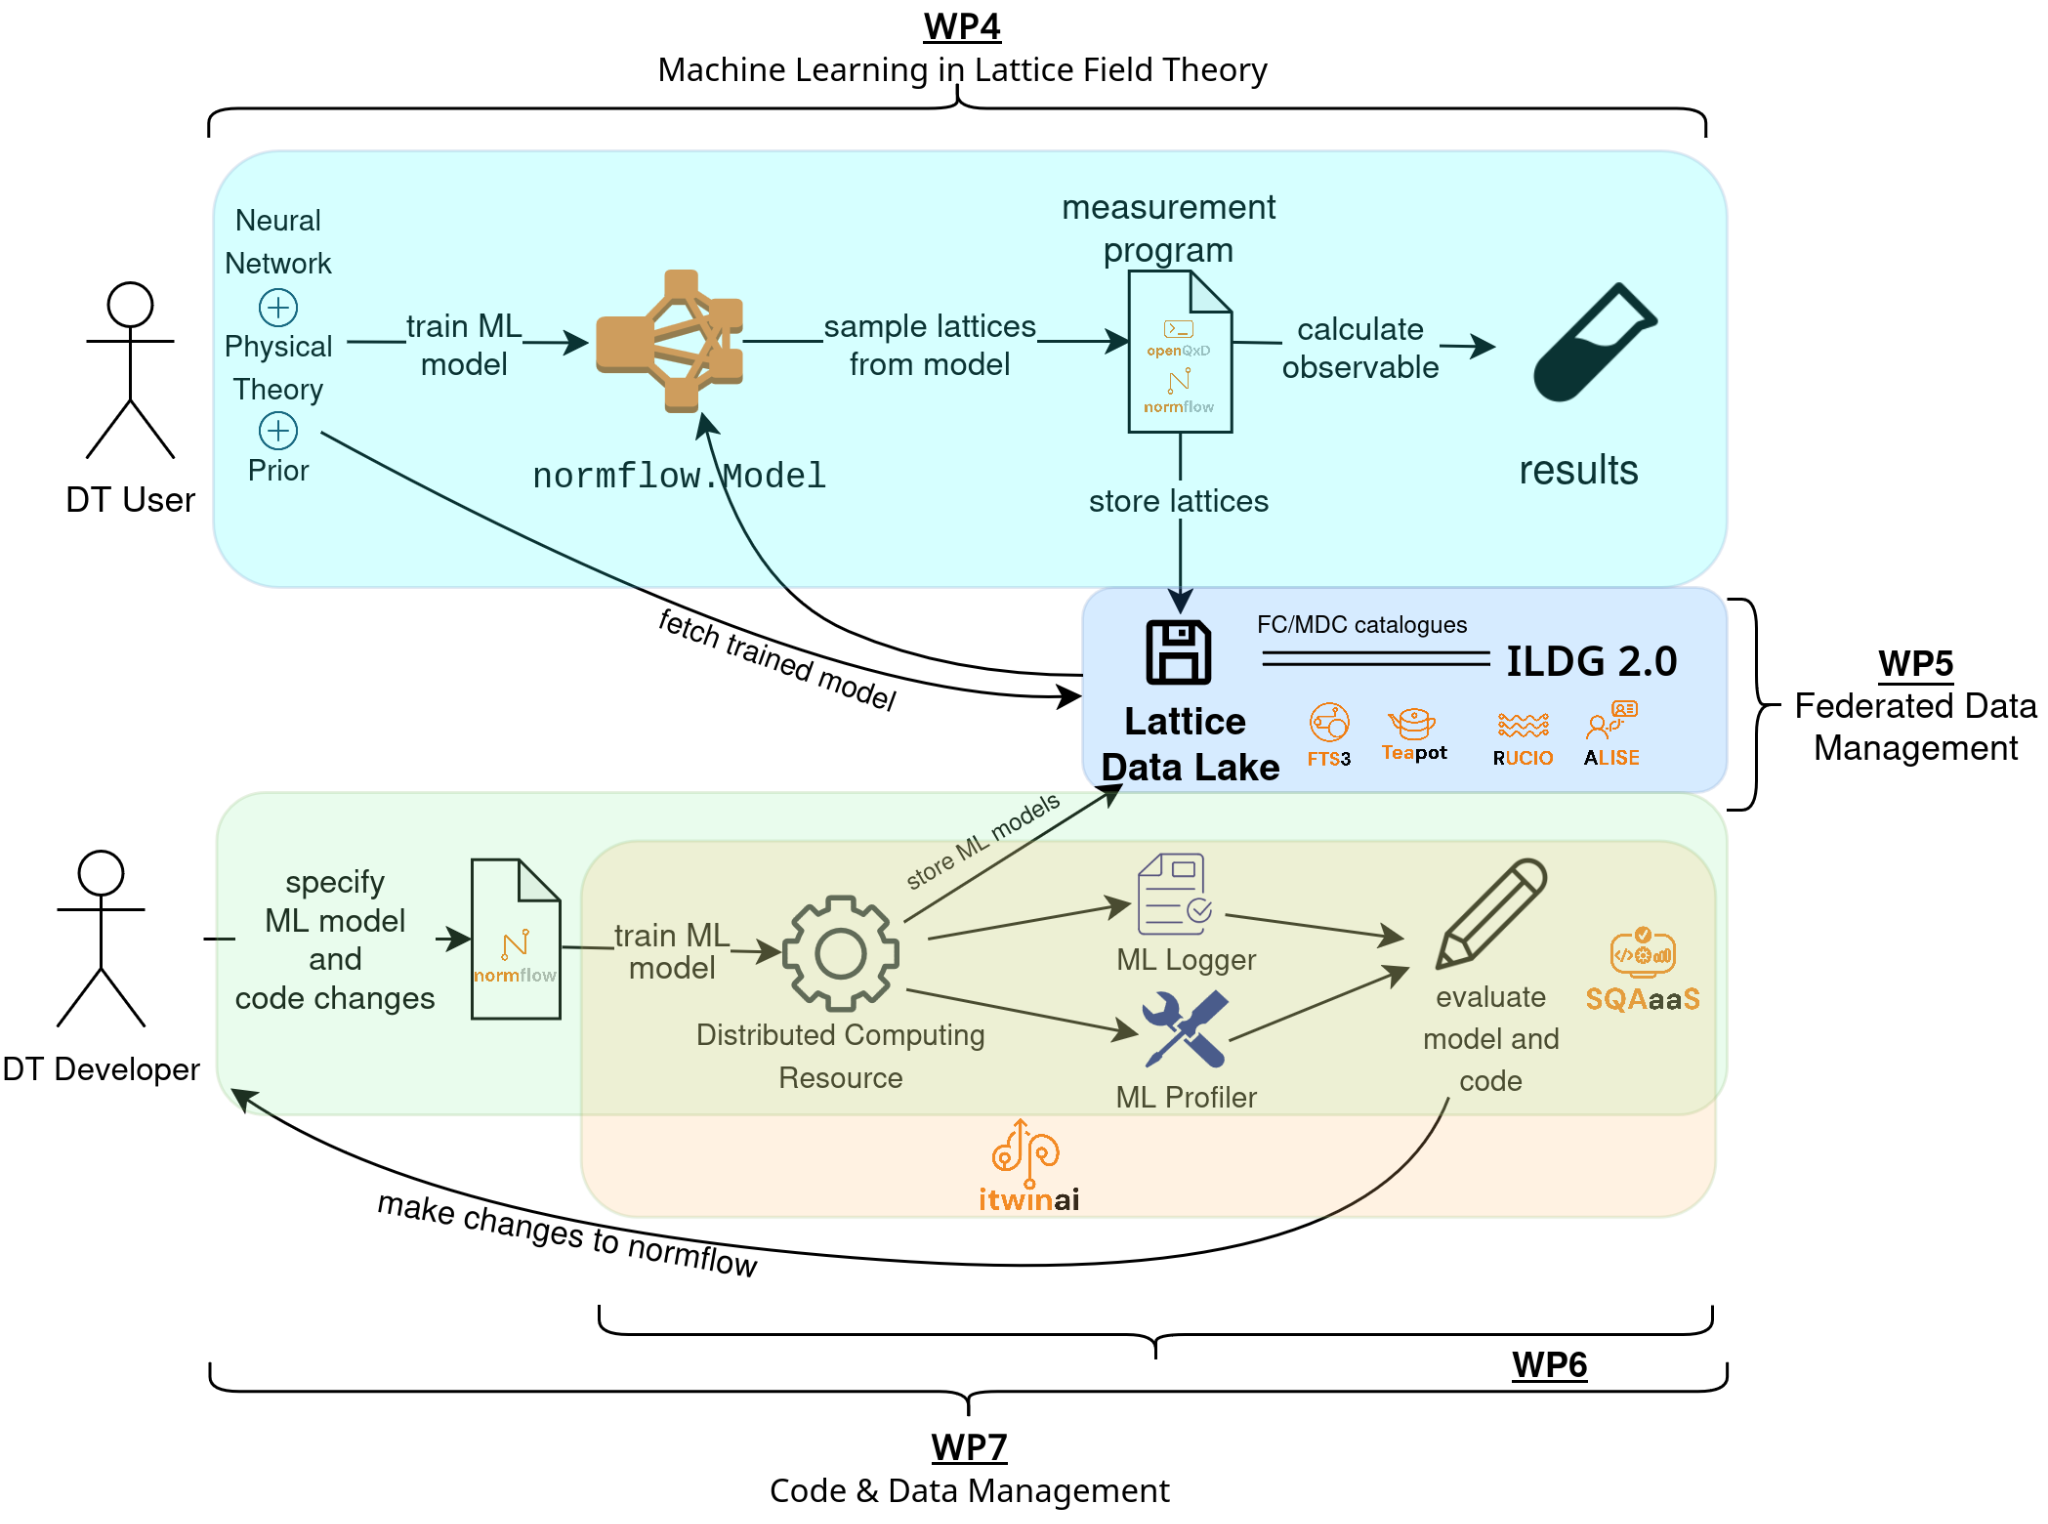 WP4
Machine Learning in Lattice Field Theory
Neural
Network
Physical
Theory
Prior
DT User
train ML
model
normflow.Model
sample lattices
from model
measurement
program
openQxD
normflow
calculate
observable
results
store lattices
fetch trained model
FC/MDC catalogues
ILDG 2.0
Lattice
Data Lake
FTS3
Teapot
RUCIO
ALISE
WP5
Federated Data
Management
DT Developer
specify
ML model
and
code changes
normflow
train ML
model
Distributed Computing
Resource
store ML models
ML Logger
ML Profiler
evaluate
model and
code
SQAaaS
itwinai
make changes to normflow
WP6
WP7
Code & Data Management